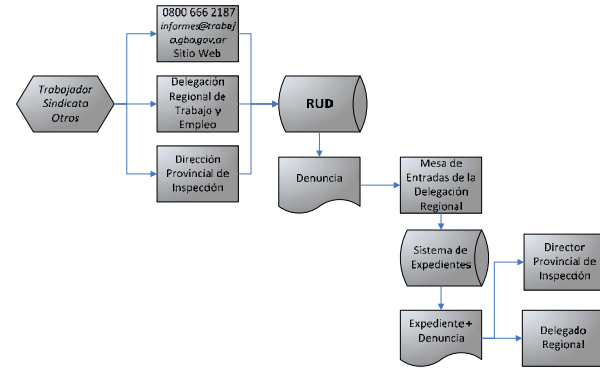 0800 666 2187
informes@trabaj
o.gba.gov.ar
Sitio Web
Trabajador
Sindicato
Otros
Delegación
Regional de
Trabajo y
Empleo
Dirección
Provincial de
Inspección
RUD
Denuncia
Mesa de
Entradas de la
Delegación
Regional
Sistema de
Expedientes
Expediente+
Denuncia
Director
Provincial de
Inspección
Delegado
Regional